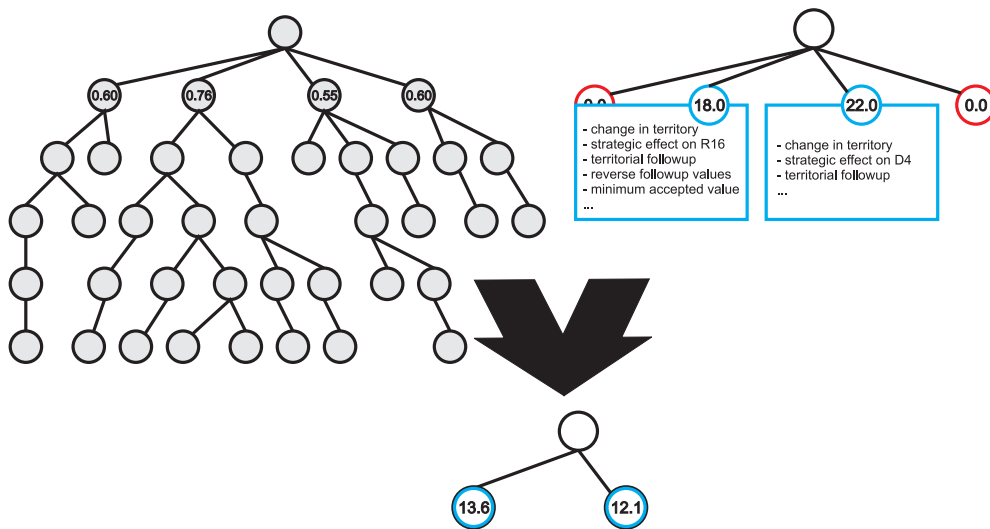 0.60
0.76
0.55
0.60
0.0
18.0
22.0
0.0
- change in territory
- strategic effect on R16
- territorial followup
- reverse followup values
- minimum accepted value
...
- change in territory
- strategic effect on D4
- territorial followup
...
13.6
12.1